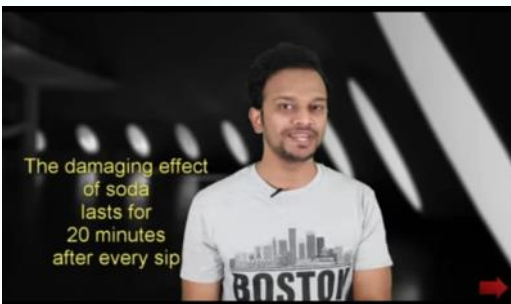 The damaging effect
of soda
lasts for
20 minutes
after every sip
BOSTON